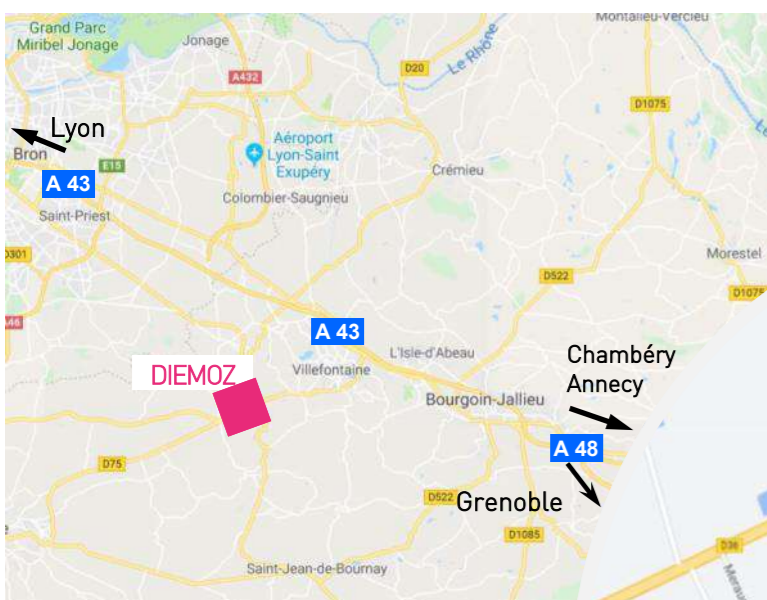 Grand Parc
Miribel Jonage
Jonage
Montalieu-Vercieu
D20
Le Rhône
A432
D1075
Lyon
Bron
E15
Aéroport
Lyon-Saint
Exupéry
Crémieu
A 43
Colombier-Saugnieu
Saint-Priest
D301
Morestel
D522
D1075
A46
A 43
L'Isle-d'Abeau
Villefontaine
DIEMOZ
Chambéry
Annecy
Bourgoin-Jallieu
A 48
D75
D522
Grenoble
D1085
D36
Saint-Jean-de-Bournay